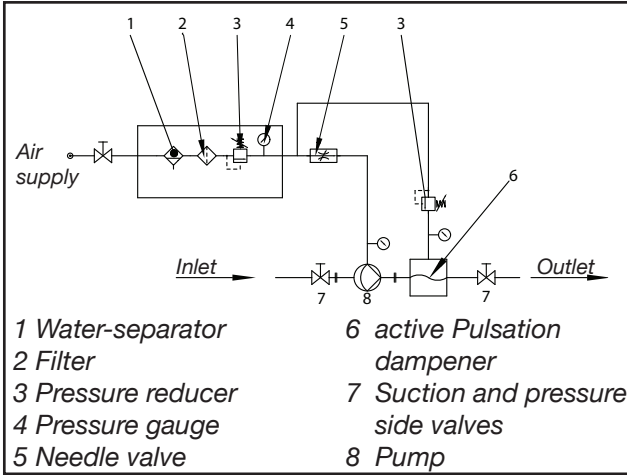 1 2 3 4 5 3
Air
supply
6
Inlet
Outlet
7 8 7
1 Water-separator
2 Filter
3 Pressure reducer
4 Pressure gauge
5 Needle valve
6 active Pulsation
dampener
7 Suction and pressure
side valves
8 Pump